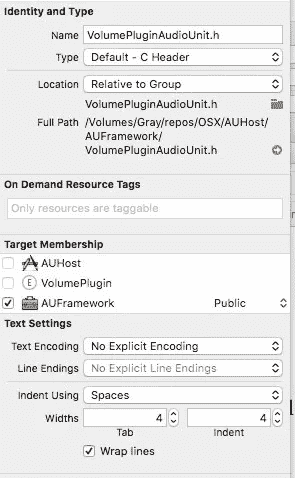 Identity and Type
Name VolumePluginAudioUnit.h
Type Default - C Header
Location Relative to Group
VolumePluginAudioUnit.h
Full Path /Volumes/Gray/repos/OSX/AUHost/
AUFramework/
VolumePluginAudioUnit.h
On Demand Resource Tags
Only resources are taggable
Target Membership
AUHost
E VolumePlugin
AUFramework Public
Text Settings
Text Encoding No Explicit Encoding
Line Endings No Explicit Line Endings
Indent Using Spaces
Widths 4 4
Tab Indent
Wrap lines